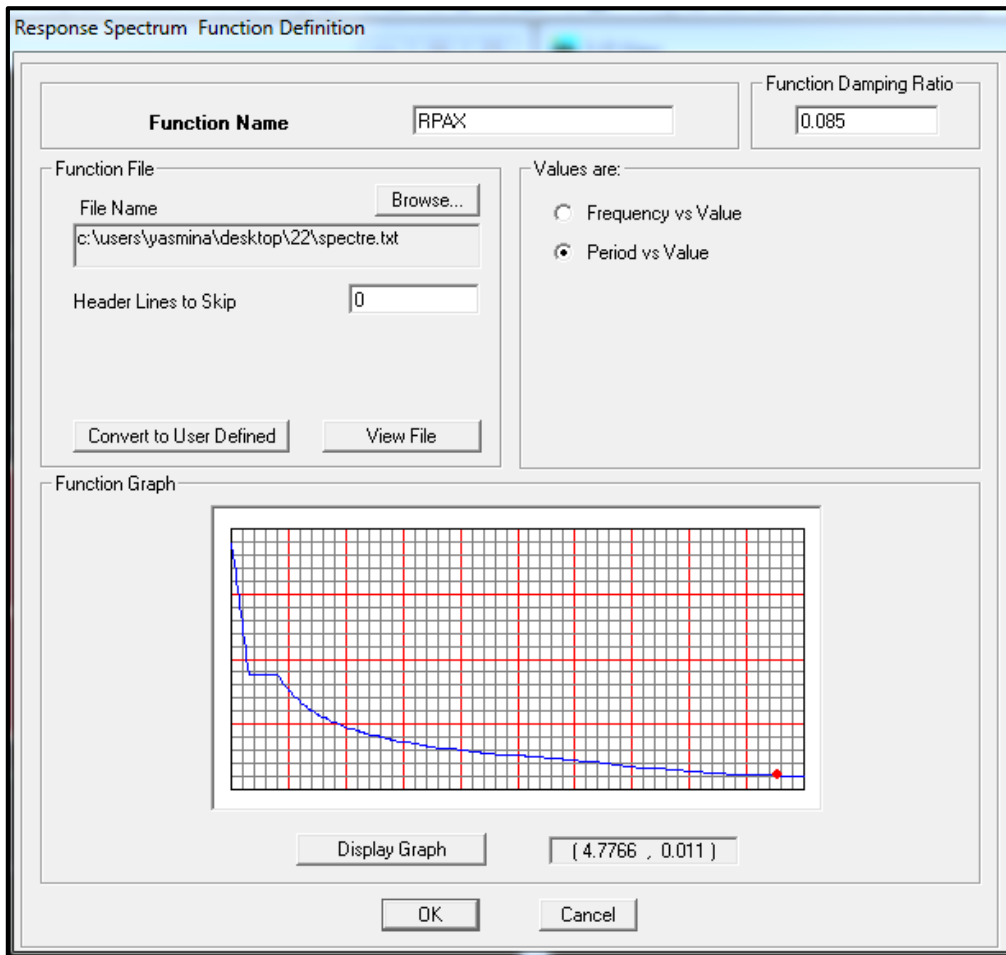 Response Spectrum  Function Definition
Function Damping Ratio
Function Name
RPAX
0.085
Function File
Values are:
File Name
Browse...
c:\users\yasmina\desktop\22\spectre.txt
Header Lines to Skip
0
Frequency vs Value
Period vs Value
Convert to User Defined
View File
Function Graph
Display Graph
( 4.7766  ,  0.011 )
OK
Cancel